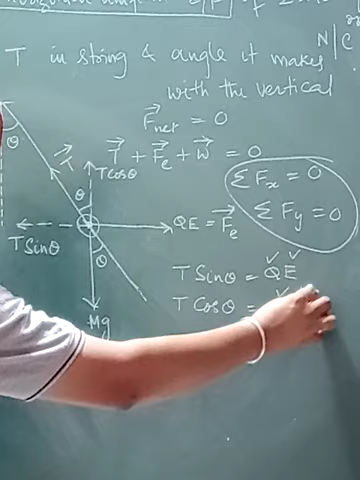 T in string & angle it makes
with the vertical
N/C
F⃗net = 0
T⃗ + F⃗e + W⃗ = 0
ΣFx = 0
ΣFy = 0
θ
T⃗
Tcosθ
θ
TSinθ
QE = F⃗e
θ
Mg
TSinθ = QE
TCosθ =